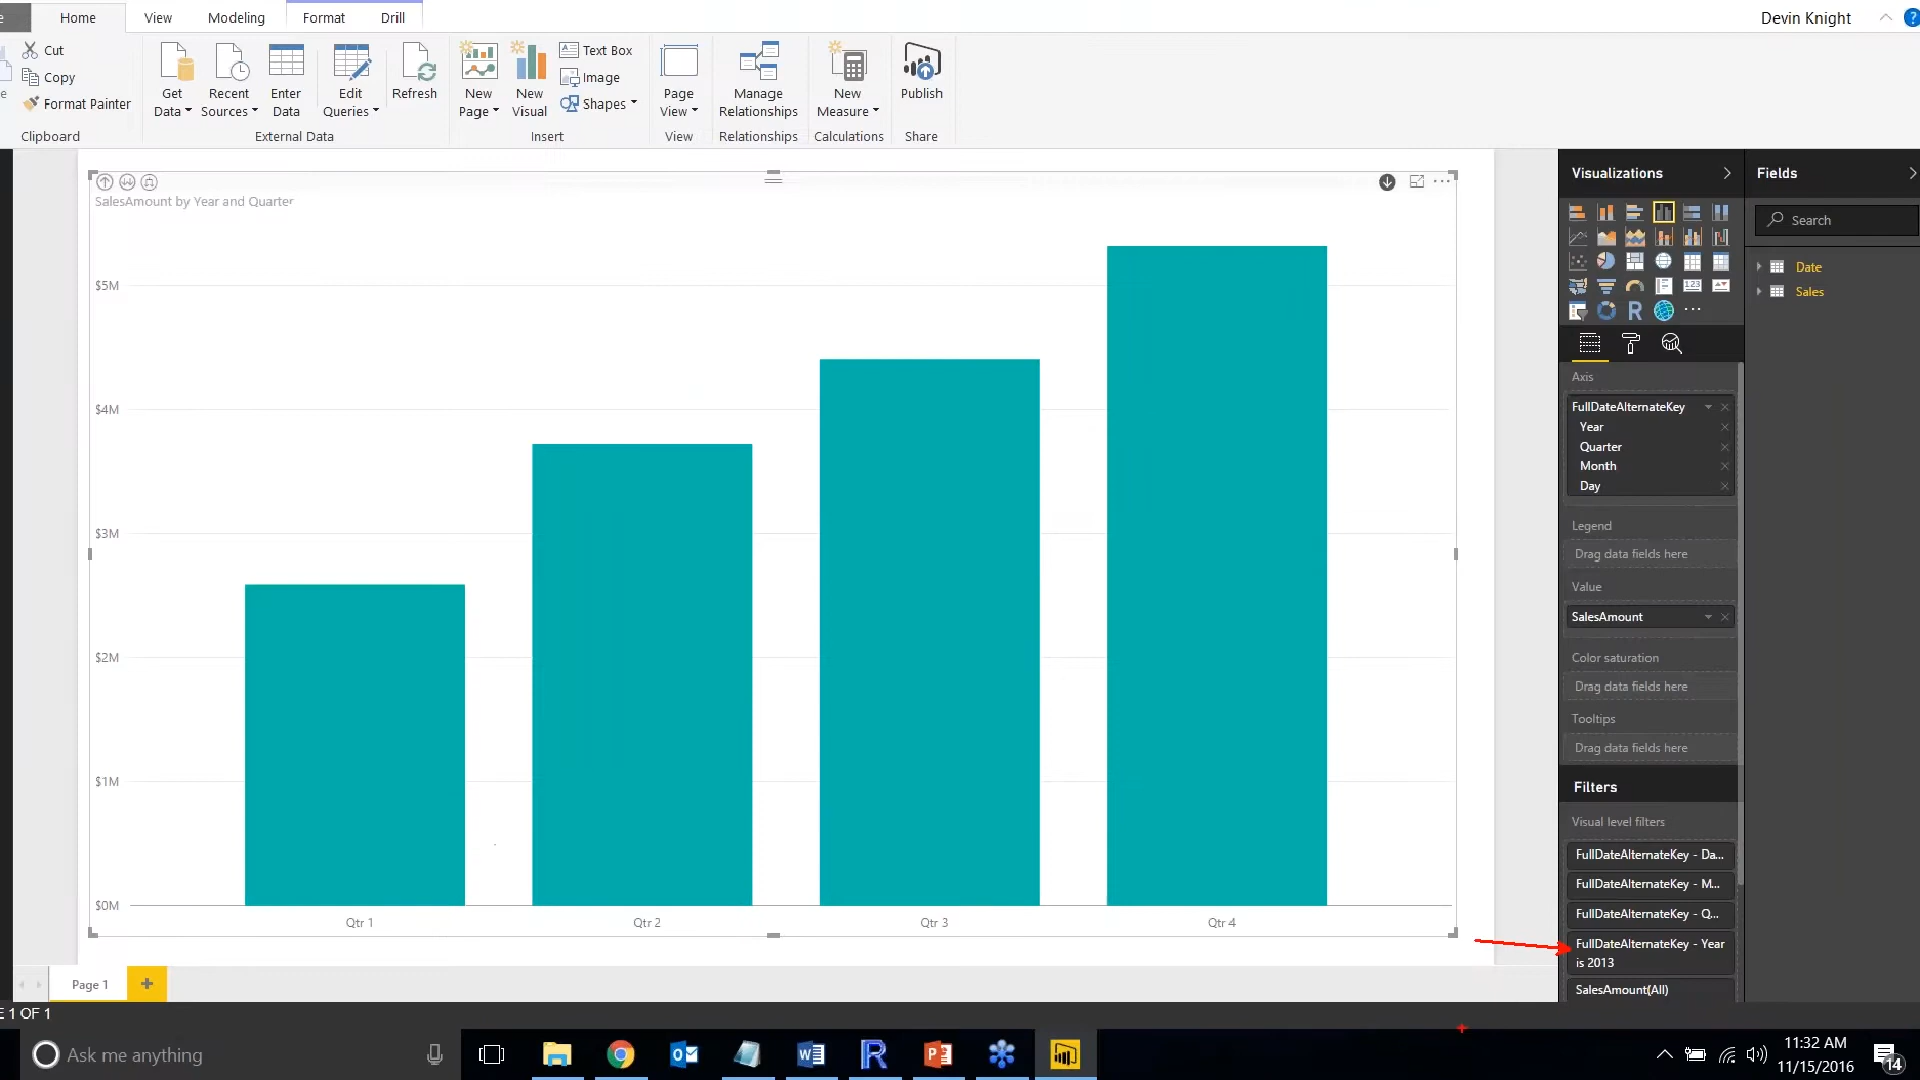 Home
View
Modeling
Format
Drill
Devin Knight
?
Cut
Copy
Format Painter
Clipboard
Get Data
Recent Sources
Enter Data
Edit Queries
Refresh
External Data
New Page
New Visual
Text Box
Image
Shapes
Insert
Page View
View
Manage Relationships
Relationships
New Measure
Calculations
Publish
Share
SalesAmount by Year and Quarter
$5M
$4M
$3M
$2M
$1M
$0M
Qtr 1
Qtr 2
Qtr 3
Qtr 4
Visualizations
R
123
Axis
FullDateAlternateKey
Year
Quarter
Month
Day
Legend
Drag data fields here
Value
SalesAmount
Color saturation
Drag data fields here
Tooltips
Drag data fields here
Filters
Visual level filters
FullDateAlternateKey - Da...
FullDateAlternateKey - M...
FullDateAlternateKey - Q...
FullDateAlternateKey - Year
is 2013
SalesAmount(All)
Fields
Search
Date
Sales
Page 1
E 1 OF 1
Ask me anything
11:32 AM
11/15/2016
14